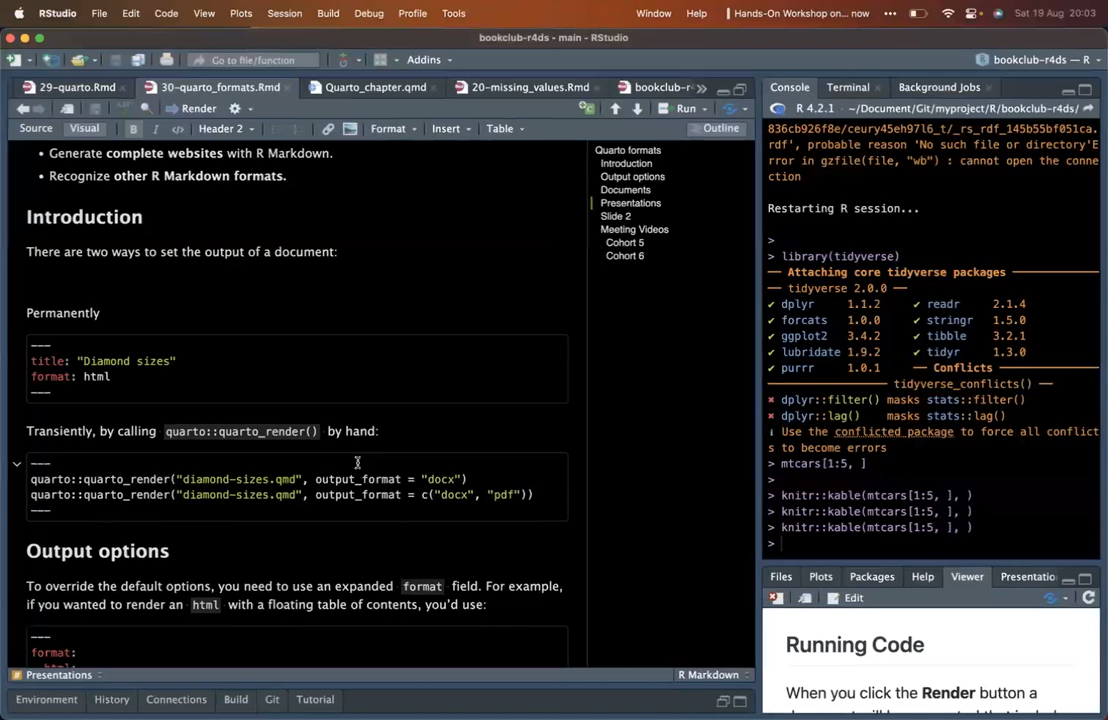 RStudio File Edit Code View Plots Session Build Debug Profile Tools Window Help Hands-On Workshop on... now Sat 19 Aug 20:03
bookclub-r4ds - main - RStudio
Go to file/function Addins bookclub-r4ds — R
29-quarto.Rmd 30-quarto_formats.Rmd Quarto_chapter.qmd 20-missing_values.Rmd bookclub-r
Render Run
Source Visual B I Header 2 Format Insert Table Outline
• Generate complete websites with R Markdown.
• Recognize other R Markdown formats.
Introduction
There are two ways to set the output of a document:
Permanently
---
title: "Diamond sizes"
format: html
---
Transiently, by calling quarto::quarto_render() by hand:
---
quarto::quarto_render("diamond-sizes.qmd", output_format = "docx")
quarto::quarto_render("diamond-sizes.qmd", output_format = c("docx", "pdf"))
---
Output options
To override the default options, you need to use an expanded format field. For example,
if you wanted to render an html with a floating table of contents, you'd use:
---
format:
html:
Presentations
R Markdown
Quarto formats
Introduction
Output options
Documents
Presentations
Slide 2
Meeting Videos
Cohort 5
Cohort 6
Console Terminal Background Jobs
R 4.2.1 · ~/Document/Git/myproject/R/bookclub-r4ds/
836cb926f8e/ceury45eh97l6_t/_rs_rdf_145b55bf051ca.
rdf', probable reason 'No such file or directory'E
rror in gzfile(file, "wb") : cannot open the conne
ction
Restarting R session...
>
> library(tidyverse)
— Attaching core tidyverse packages ———
—— tidyverse 2.0.0 —
✔ dplyr 1.1.2 ✔ readr 2.1.4
✔ forcats 1.0.0 ✔ stringr 1.5.0
✔ ggplot2 3.4.2 ✔ tibble 3.2.1
✔ lubridate 1.9.2 ✔ tidyr 1.3.0
✔ purrr 1.0.1 — Conflicts
——— tidyverse_conflicts() —
✖ dplyr::filter() masks stats::filter()
✖ dplyr::lag() masks stats::lag()
ℹ Use the conflicted package to force all conflict
s to become errors
> mtcars[1:5, ]
>
> knitr::kable(mtcars[1:5, ], )
> knitr::kable(mtcars[1:5, ], )
> knitr::kable(mtcars[1:5, ], )
>
Files Plots Packages Help Viewer Presentatio
Edit
Running Code
When you click the Render button a
Environment History Connections Build Git Tutorial